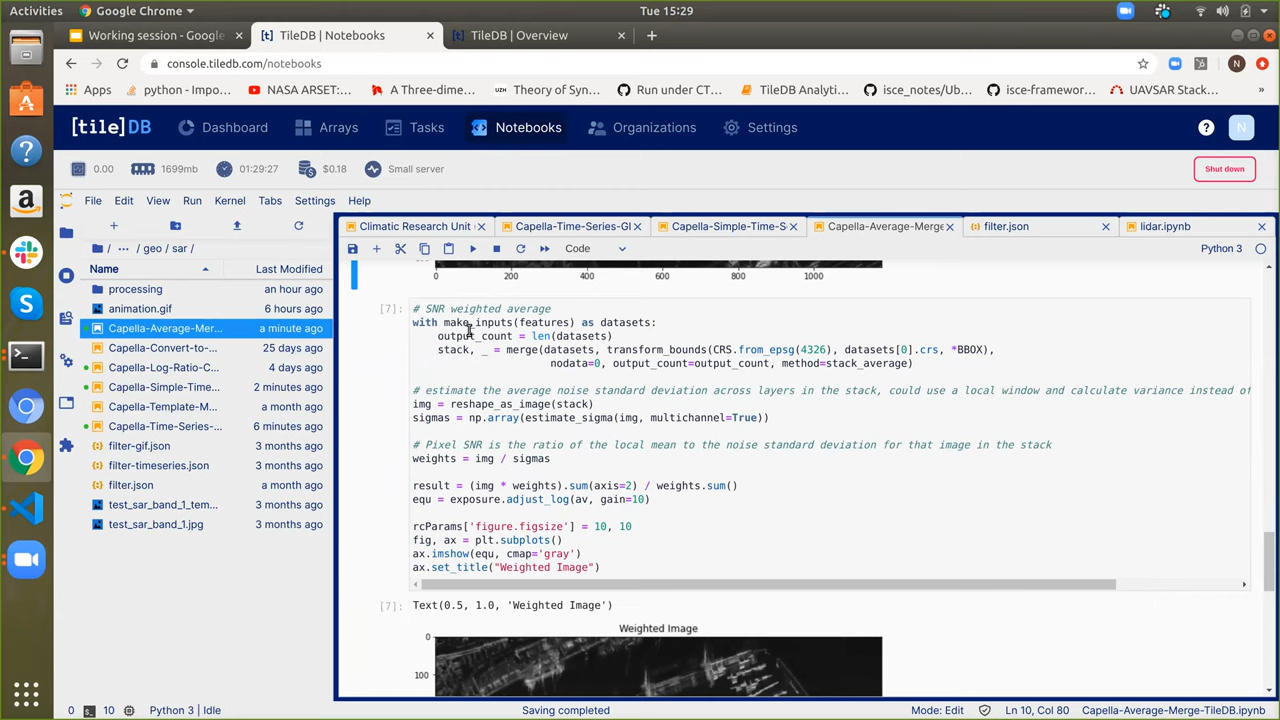 Activities
Google Chrome
Tue 15:29
Working session - Google
TileDB | Notebooks
TileDB | Overview
console.tiledb.com/notebooks
N
Apps
python - Impo...
NASA ARSET:...
A Three-dime...
UZH
Theory of Syn...
Run under CT...
TileDB Analyti...
isce_notes/Ub...
isce-framewor...
UAVSAR Stack...
»
[tile]DB
Dashboard
Arrays
Tasks
Notebooks
Organizations
Settings
?
N
0.00
1699mb
01:29:27
$0.18
Small server
Shut down
File
Edit
View
Run
Kernel
Tabs
Settings
Help
Climatic Research Unit
Capella-Time-Series-GI
Capella-Simple-Time-S
Capella-Average-Merge
filter.json
lidar.ipynb
Code
Python 3
/ ··· / geo / sar /
Name
Last Modified
processing
an hour ago
animation.gif
6 hours ago
Capella-Average-Mer...
a minute ago
Capella-Convert-to-...
25 days ago
Capella-Log-Ratio-C...
4 days ago
Capella-Simple-Time...
2 minutes ago
Capella-Template-M...
a month ago
Capella-Time-Series-...
6 minutes ago
filter-gif.json
3 months ago
filter-timeseries.json
3 months ago
filter.json
3 months ago
test_sar_band_1_tem...
3 months ago
test_sar_band_1.jpg
3 months ago
0
200
400
600
800
1000
[7]:
# SNR weighted average
with make_inputs(features) as datasets:
output_count = len(datasets)
stack, _ = merge(datasets, transform_bounds(CRS.from_epsg(4326), datasets[0].crs, *BBOX),
nodata=0, output_count=output_count, method=stack_average)
# estimate the average noise standard deviation across layers in the stack, could use a local window and calculate variance instead of
img = reshape_as_image(stack)
sigmas = np.array(estimate_sigma(img, multichannel=True))
# Pixel SNR is the ratio of the local mean to the noise standard deviation for that image in the stack
weights = img / sigmas
result = (img * weights).sum(axis=2) / weights.sum()
equ = exposure.adjust_log(av, gain=10)
rcParams['figure.figsize'] = 10, 10
fig, ax = plt.subplots()
ax.imshow(equ, cmap='gray')
ax.set_title("Weighted Image")
[7]:
Text(0.5, 1.0, 'Weighted Image')
Weighted Image
0
100
0
10
Python 3 | Idle
Saving completed
Mode: Edit
Ln 10, Col 80
Capella-Average-Merge-TileDB.ipynb